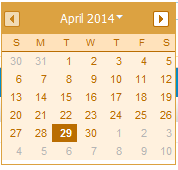 April 2014
S M T W T F S
30 31 1 2 3 4 5
6 7 8 9 10 11 12
13 14 15 16 17 18 19
20 21 22 23 24 25 26
27 28 29 30 1 2 3
4 5 6 7 8 9 10